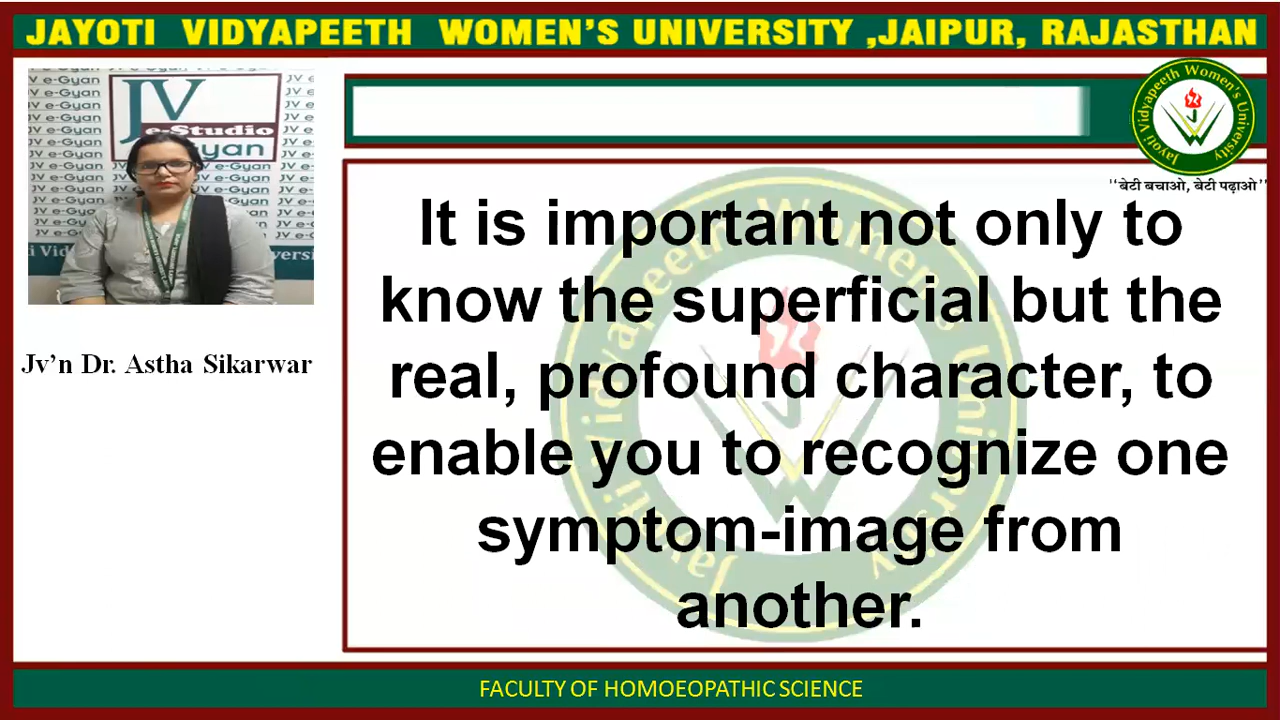 JAYOTI VIDYAPEETH WOMEN'S UNIVERSITY ,JAIPUR, RAJASTHAN
JV
e-Studio
Gyan
JV e-Gyan
Jayoti Vidyapeeth Women's University
"बेटी बचाओ, बेटी पढ़ाओ"
Jv'n Dr. Astha Sikarwar
It is important not only to
know the superficial but the
real, profound character, to
enable you to recognize one
symptom-image from
another.
FACULTY OF HOMOEOPATHIC SCIENCE